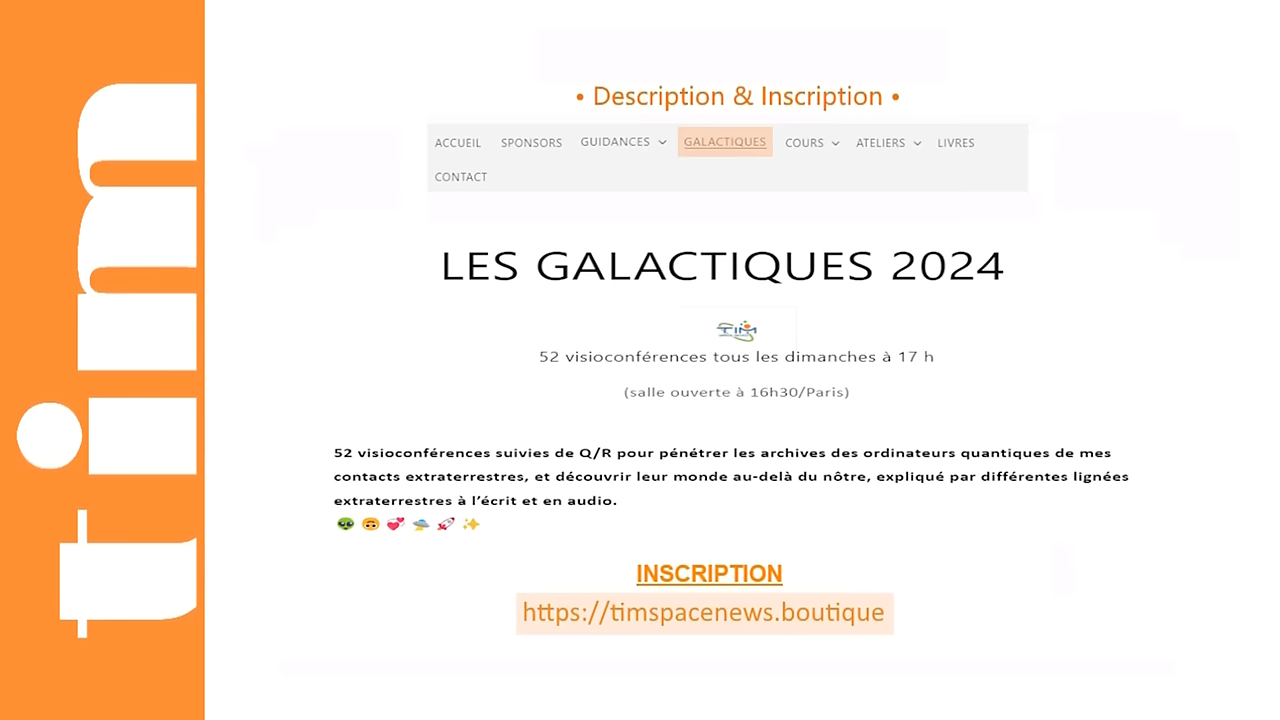 tim
• Description & Inscription •
ACCUEIL SPONSORS GUIDANCES GALACTIQUES COURS ATELIERS LIVRES
CONTACT
LES GALACTIQUES 2024
TIM
52 visioconférences tous les dimanches à 17 h
(salle ouverte à 16h30/Paris)
52 visioconférences suivies de Q/R pour pénétrer les archives des ordinateurs quantiques de mes
contacts extraterrestres, et découvrir leur monde au-delà du nôtre, expliqué par différentes lignées
extraterrestres à l’écrit et en audio.
👽 🙃 💞 🛸 🚀 ✨
INSCRIPTION
https://timspacenews.boutique